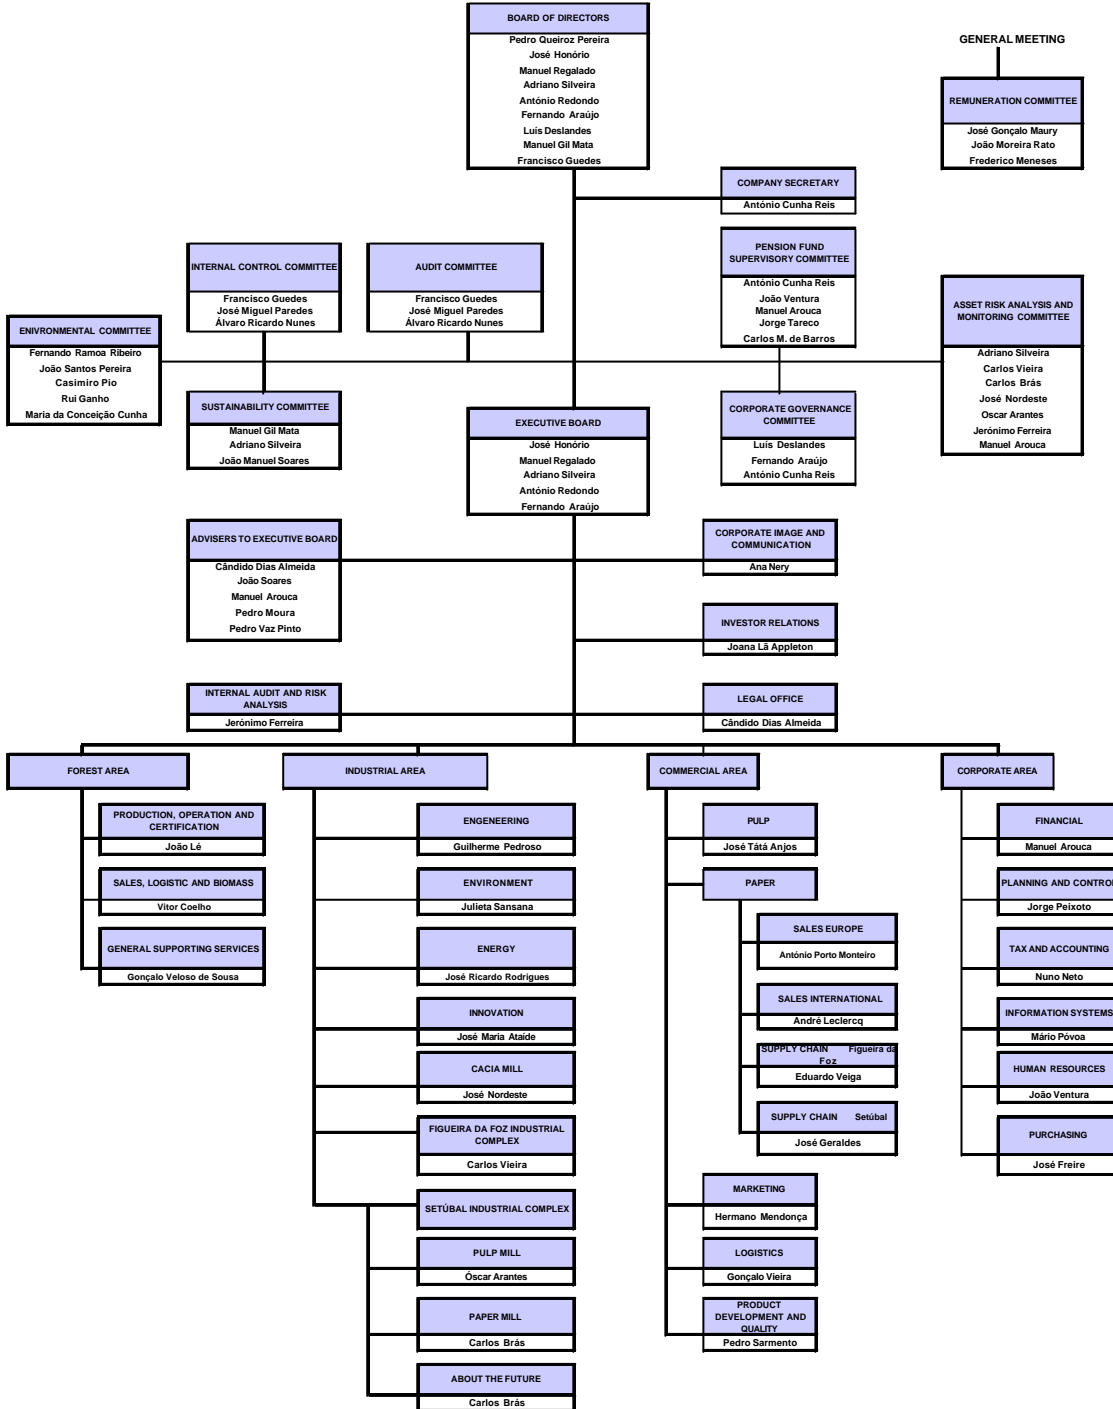 BOARD OF DIRECTORS
Pedro Queiroz Pereira
José Honório
Manuel Regalado
Adriano Silveira
António Redondo
Fernando Araújo
Luís Deslandes
Manuel Gil Mata
Francisco Guedes
GENERAL MEETING
REMUNERATION COMMITTEE
José Gonçalo Maury
João Moreira Rato
Frederico Meneses
COMPANY SECRETARY
António Cunha Reis
INTERNAL CONTROL COMMITTEE
Francisco Guedes
José Miguel Paredes
Álvaro Ricardo Nunes
AUDIT COMMITTEE
Francisco Guedes
José Miguel Paredes
Álvaro Ricardo Nunes
PENSION FUND
SUPERVISORY COMMITTEE
António Cunha Reis
João Ventura
Manuel Arouca
Jorge Tareco
Carlos M. de Barros
ASSET RISK ANALYSIS AND
MONITORING COMMITTEE
Adriano Silveira
Carlos Vieira
Carlos Brás
José Nordeste
Oscar Arantes
Jerónimo Ferreira
Manuel Arouca
ENIVRONMENTAL COMMITTEE
Fernando Ramoa Ribeiro
João Santos Pereira
Casimiro Pio
Rui Ganho
Maria da Conceição Cunha
SUSTAINABILITY COMMITTEE
Manuel Gil Mata
Adriano Silveira
João Manuel Soares
EXECUTIVE BOARD
José Honório
Manuel Regalado
Adriano Silveira
António Redondo
Fernando Araújo
CORPORATE GOVERNANCE
COMMITTEE
Luís Deslandes
Fernando Araújo
António Cunha Reis
ADVISERS TO EXECUTIVE BOARD
Cândido Dias Almeida
João Soares
Manuel Arouca
Pedro Moura
Pedro Vaz Pinto
CORPORATE IMAGE AND
COMMUNICATION
Ana Nery
INVESTOR RELATIONS
Joana Lã Appleton
INTERNAL AUDIT AND RISK
ANALYSIS
Jerónimo Ferreira
LEGAL OFFICE
Cândido Dias Almeida
FOREST AREA
PRODUCTION, OPERATION AND
CERTIFICATION
João Lé
SALES, LOGISTIC AND BIOMASS
Vitor Coelho
GENERAL SUPPORTING SERVICES
Gonçalo Veloso de Sousa
INDUSTRIAL AREA
ENGENEERING
Guilherme Pedroso
ENVIRONMENT
Julieta Sansana
ENERGY
José Ricardo Rodrigues
INNOVATION
José Maria Ataíde
CACIA MILL
José Nordeste
FIGUEIRA DA FOZ INDUSTRIAL
COMPLEX
Carlos Vieira
SETÚBAL INDUSTRIAL COMPLEX
PULP MILL
Óscar Arantes
PAPER MILL
Carlos Brás
ABOUT THE FUTURE
Carlos Brás
COMMERCIAL AREA
PULP
José Tátá Anjos
PAPER
SALES EUROPE
António Porto Monteiro
SALES INTERNATIONAL
André Leclercq
SUPPLY CHAIN Figueira da
Foz
Eduardo Veiga
SUPPLY CHAIN Setúbal
José Geraldes
MARKETING
Hermano Mendonça
LOGISTICS
Gonçalo Vieira
PRODUCT
DEVELOPMENT AND
QUALITY
Pedro Sarmento
CORPORATE AREA
FINANCIAL
Manuel Arouca
PLANNING AND CONTROL
Jorge Peixoto
TAX AND ACCOUNTING
Nuno Neto
INFORMATION SYSTEMS
Mário Póvoa
HUMAN RESOURCES
João Ventura
PURCHASING
José Freire